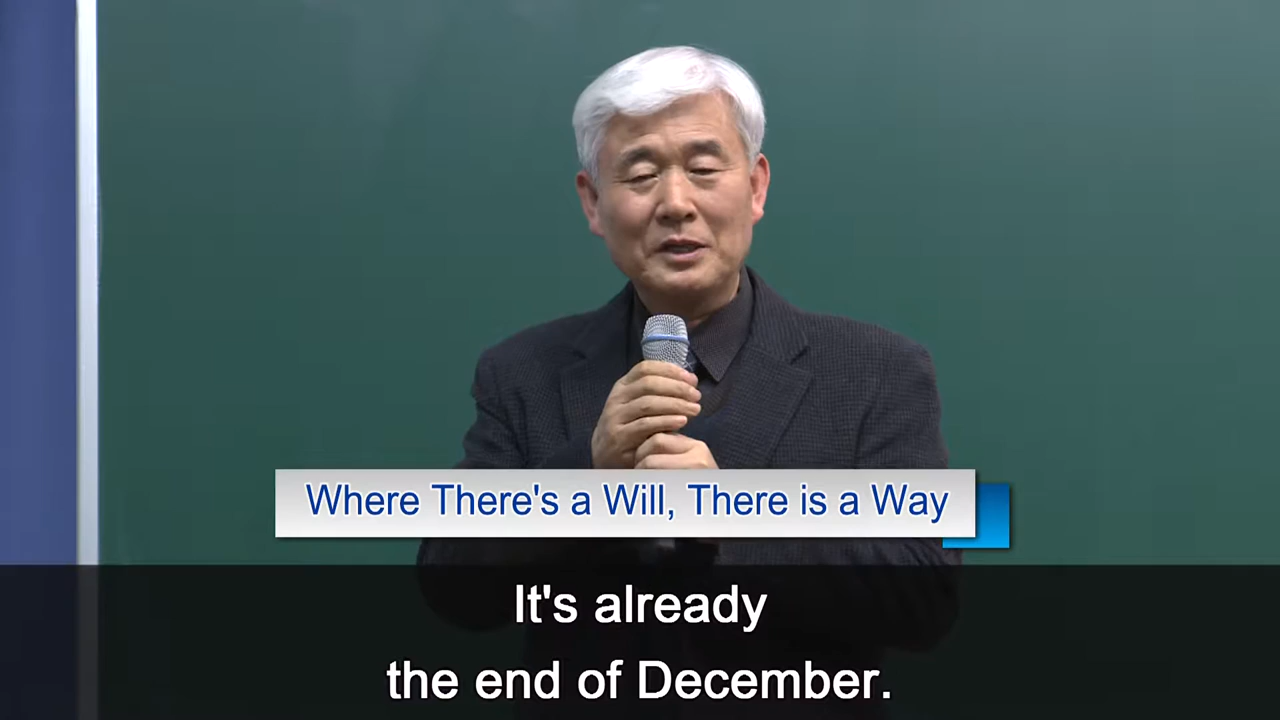 Where There's a Will, There is a Way
It's already
the end of December.